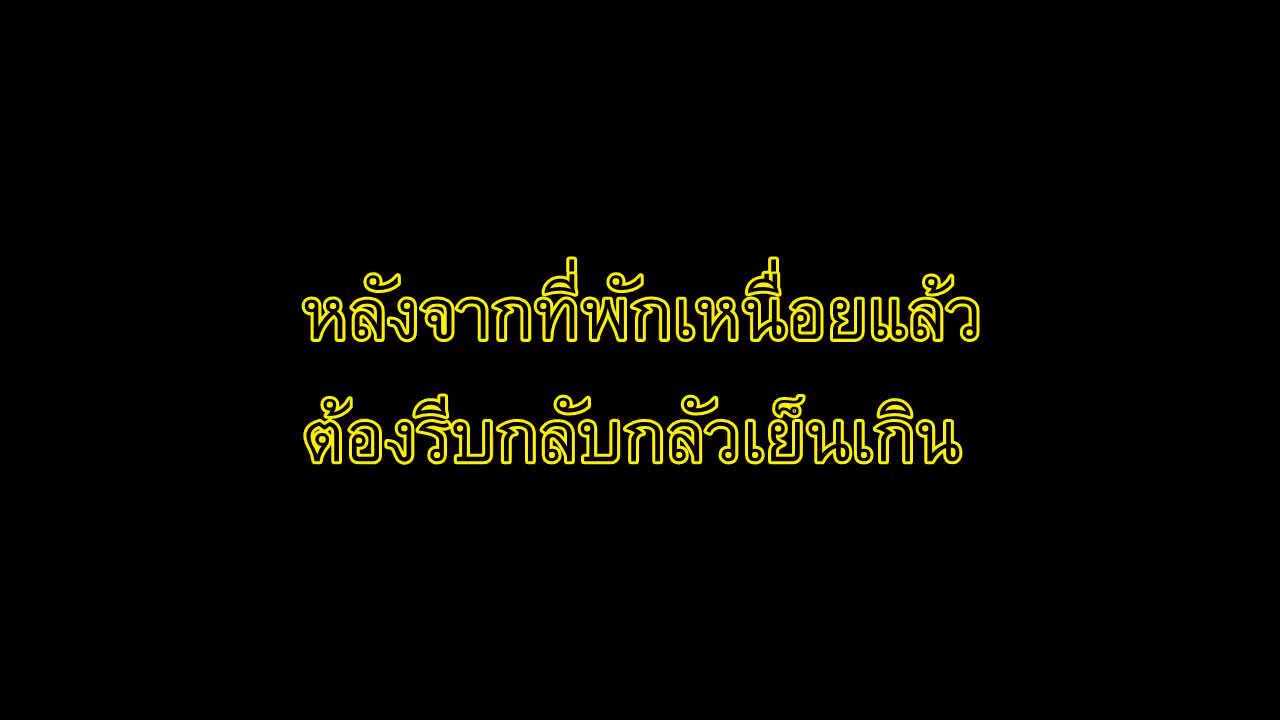 หลังจากที่พักเหนื่อยแล้ว
ต้องรีบกลับกลัวเย็นเกิน